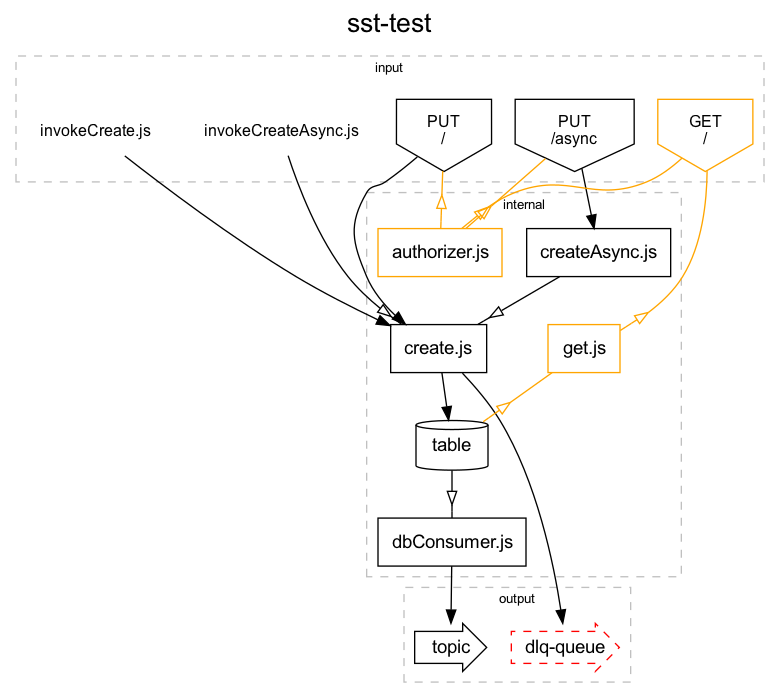 sst-test
input
invokeCreate.js
invokeCreateAsync.js
PUT
/
PUT
/async
GET
/
internal
authorizer.js
createAsync.js
create.js
get.js
table
dbConsumer.js
output
topic
dlq-queue